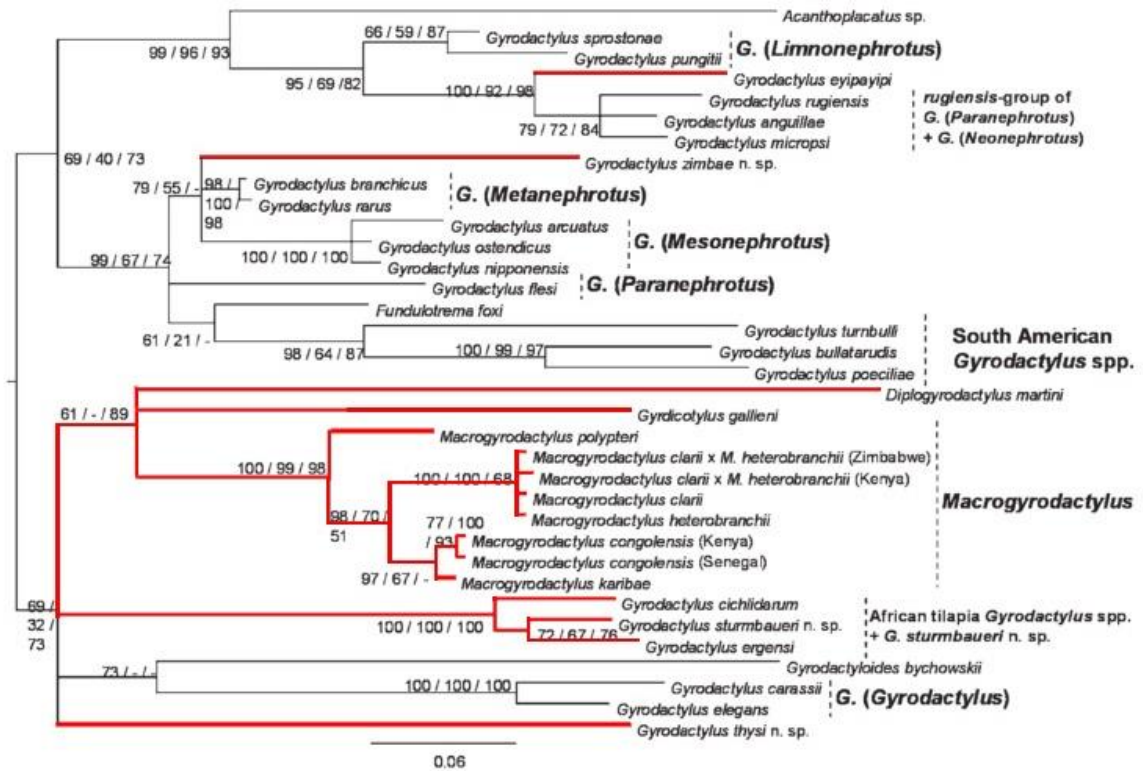 Acanthoplacatus sp.
99 / 96 / 93
66 / 59 / 87
Gyrodactylus sprostonae
G. (Limnonephrotus)
Gyrodactylus pungitii
95 / 69 /82
Gyrodactylus eyipayipi
100 / 92 / 98
Gyrodactylus rugiensis
rugiensis-group of
Gyrodactylus anguillae
G. (Paranephrotus)
79 / 72 / 84
Gyrodactylus micropsi
+ G. (Neonephrotus)
69 / 40 / 73
Gyrodactylus zimbae n. sp.
79 / 55 / -
98 /
Gyrodactylus branchicus
G. (Metanephrotus)
100 /
Gyrodactylus rarus
98
Gyrodactylus arcuatus
Gyrodactylus ostendicus
G. (Mesonephrotus)
99 / 67 / 74
100 / 100 / 100
Gyrodactylus nipponensis
Gyrodactylus flesi
G. (Paranephrotus)
Fundulotrema foxi
61 / 21 / -
Gyrodactylus turnbulli
South American
98 / 64 / 87
100 / 99 / 97
Gyrodactylus bullatarudis
Gyrodactylus spp.
Gyrodactylus poeciliae
Diplogyrodactylus martini
61 / - / 89
Gyrdicotylus gallieni
Macrogyrodactylus polypteri
Macrogyrodactylus clarii x M. heterobranchii (Zimbabwe)
100 / 99 / 98
100 / 100 / 68
Macrogyrodactylus clarii x M. heterobranchii (Kenya)
Macrogyrodactylus clarii
Macrogyrodactylus
98 / 70 /
51
Macrogyrodactylus heterobranchii
77 / 100
/ 93
Macrogyrodactylus congolensis (Kenya)
Macrogyrodactylus congolensis (Senegal)
97 / 67 / -
Macrogyrodactylus karibae
69 /
32 /
73
Gyrodactylus cichlidarum
African tilapia Gyrodactylus spp.
100 / 100 / 100
Gyrodactylus sturmbaueri n. sp.
+ G. sturmbaueri n. sp.
72 / 67 / 76
Gyrodactylus ergensi
Gyrodactyloides bychowskii
73 / - / -
100 / 100 / 100
Gyrodactylus carassii
G. (Gyrodactylus)
Gyrodactylus elegans
Gyrodactylus thysi n. sp.
0.06